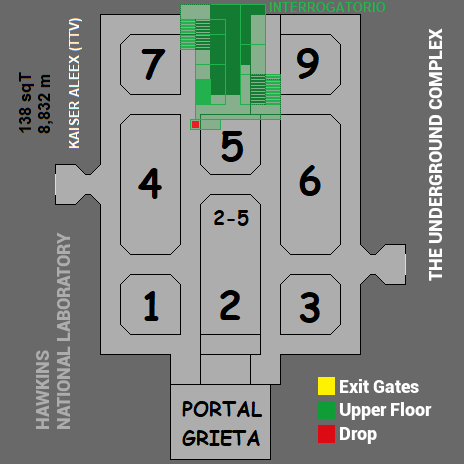 INTERROGATORIO
138 sqT
8,832 m
KAISER ALEEX (TTV)
7
9
5
4
6
2-5
1
2
3
THE UNDERGROUND COMPLEX
HAWKINS
NATIONAL LABORATORY
PORTAL
GRIETA
Exit Gates
Upper Floor
Drop